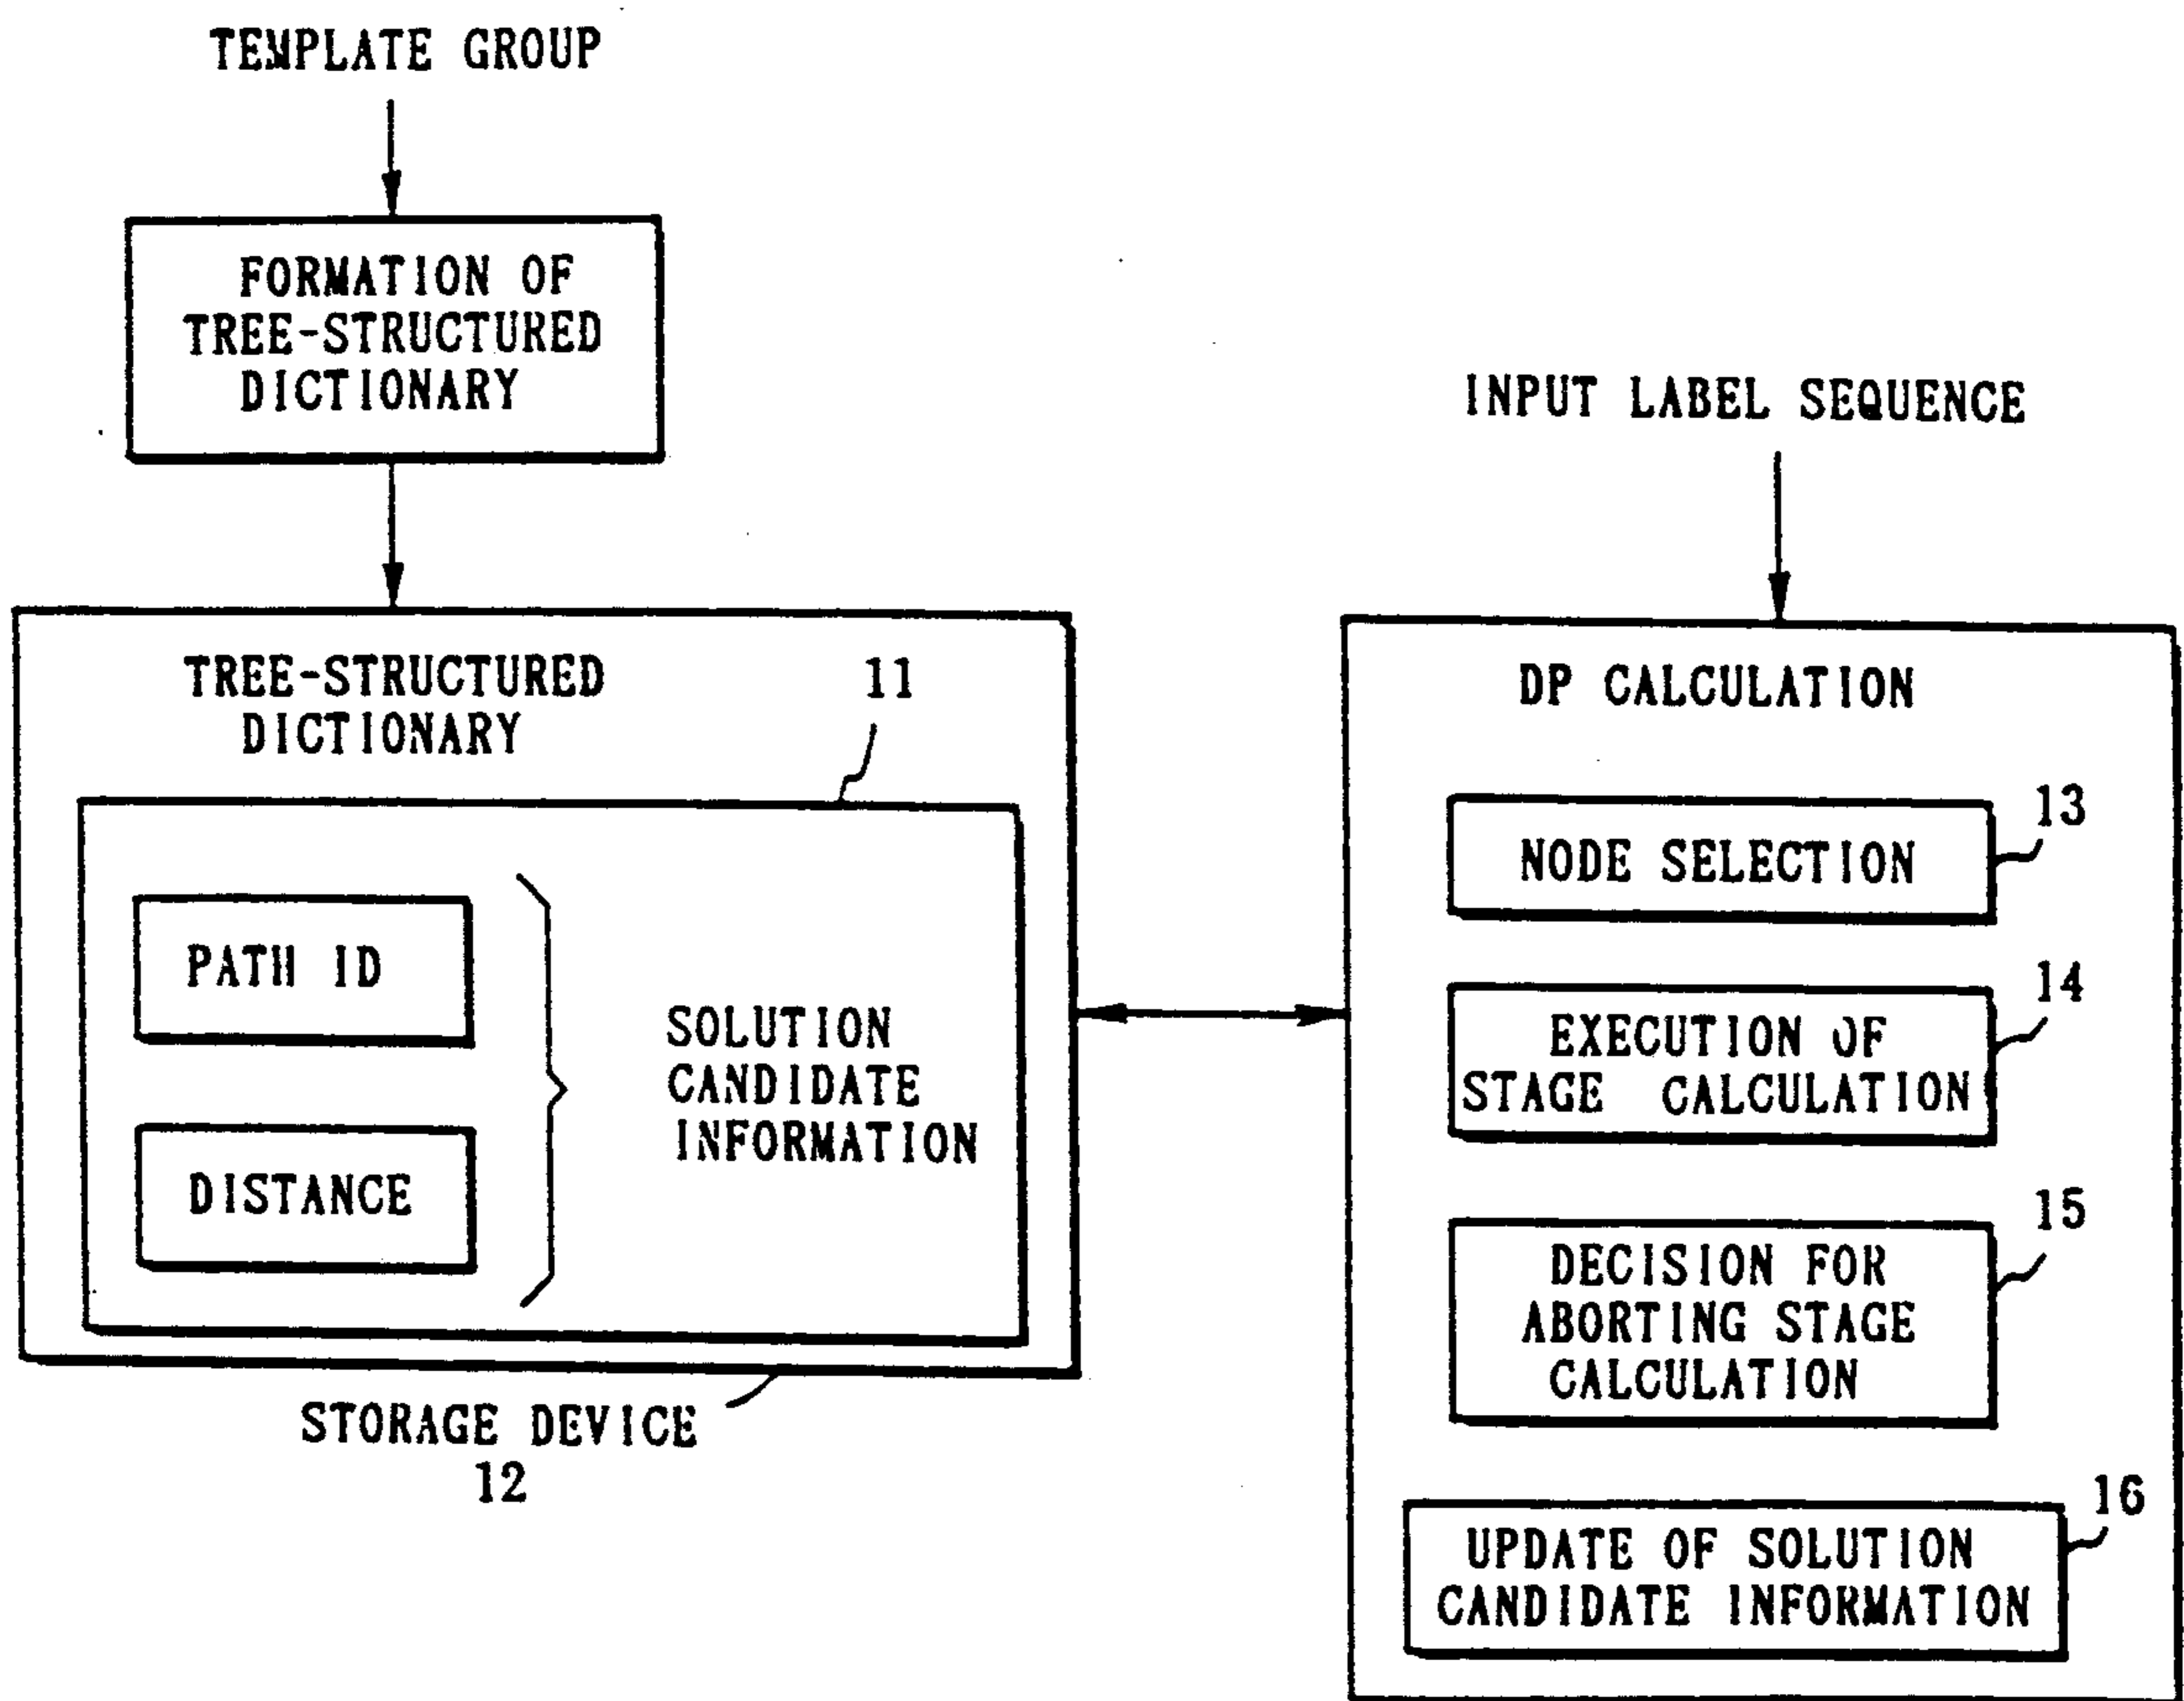 TEMPLATE GROUP
FORMATION OF
TREE-STRUCTURED
DICTIONARY
TREE-STRUCTURED
DICTIONARY
11
PATH ID
DISTANCE
SOLUTION
CANDIDATE
INFORMATION
STORAGE DEVICE
12
INPUT LABEL SEQUENCE
DP CALCULATION
NODE SELECTION
13
EXECUTION OF
STAGE CALCULATION
14
DECISION FOR
ABORTING STAGE
CALCULATION
15
UPDATE OF SOLUTION
CANDIDATE INFORMATION
16